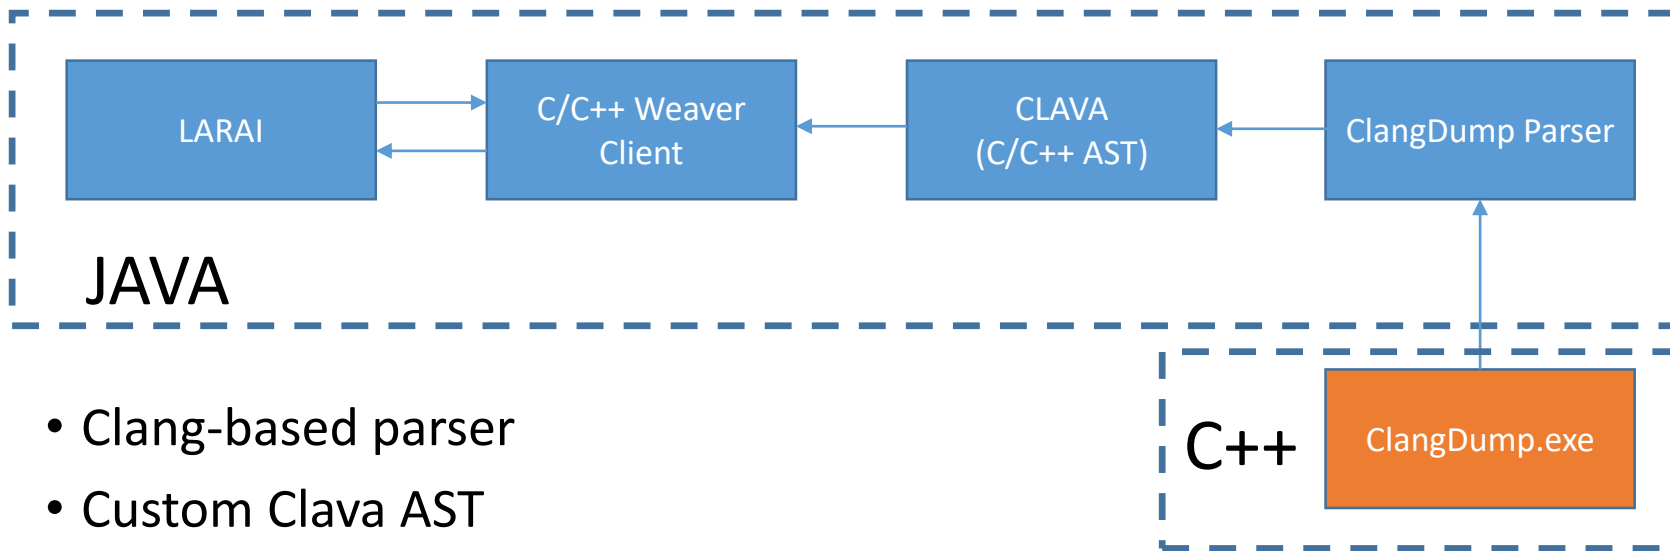 LARAI
C/C++ Weaver
Client
CLAVA
(C/C++ AST)
ClangDump Parser
JAVA
• Clang-based parser
• Custom Clava AST
C++
ClangDump.exe